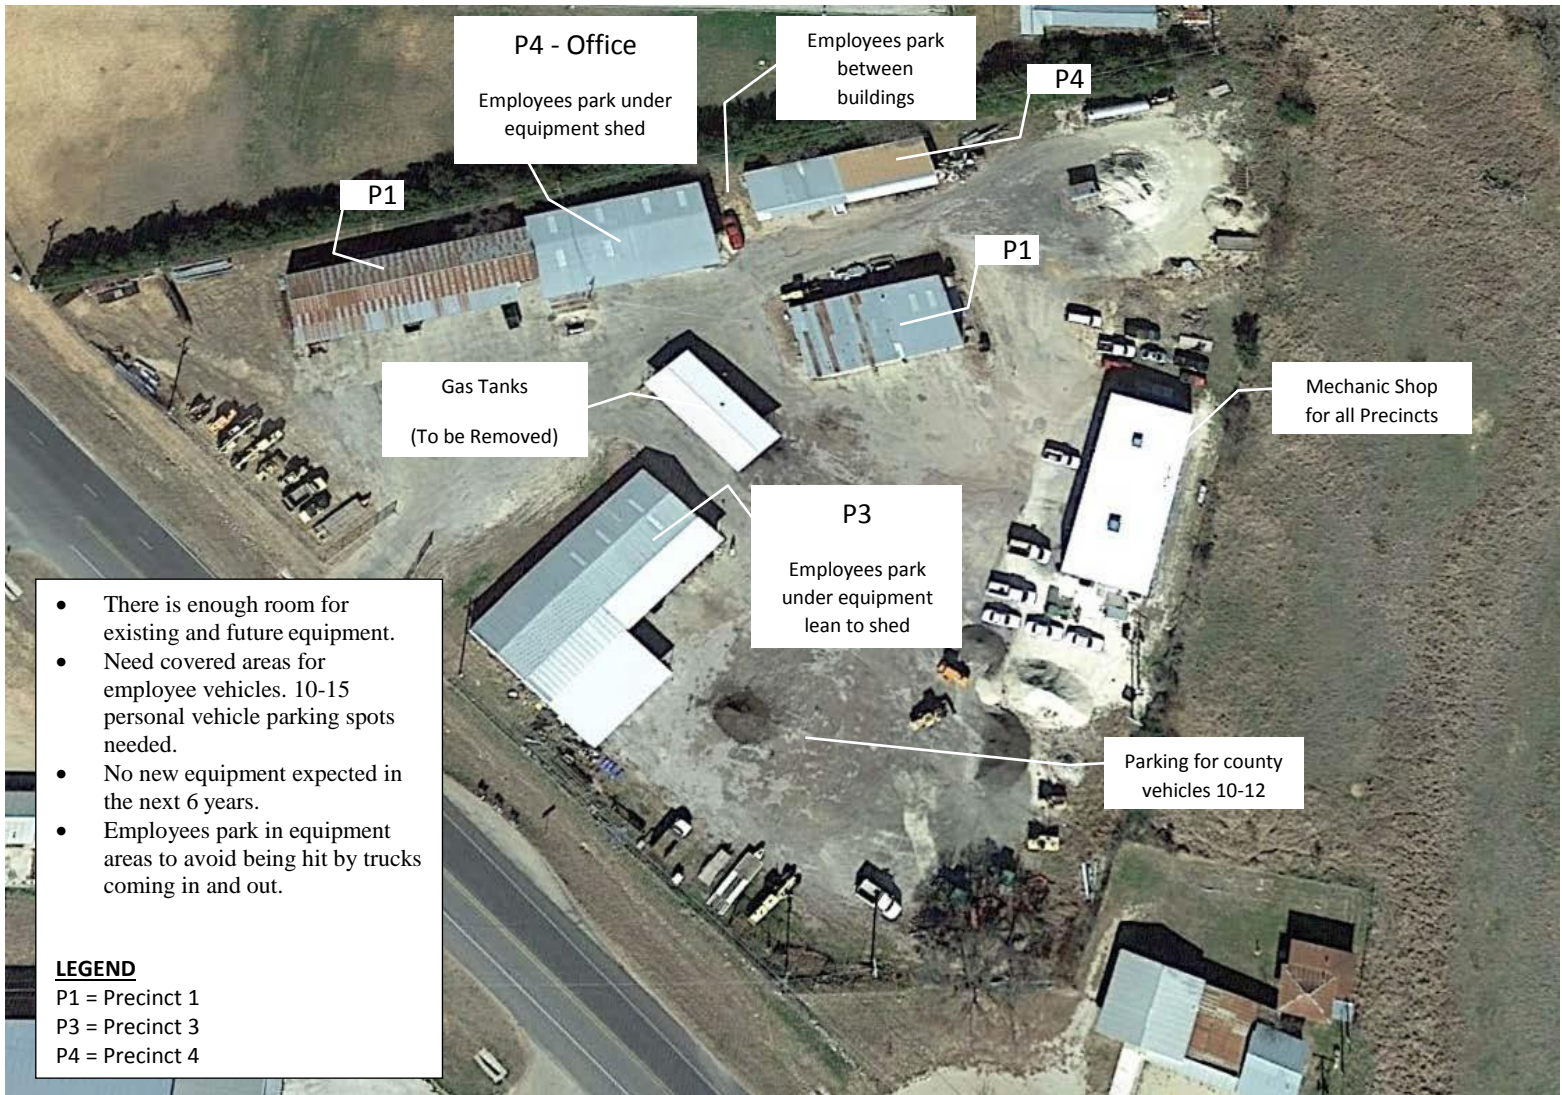 P4 - Office
Employees park under
equipment shed
Employees park
between
buildings
P4
P1
P1
Gas Tanks
(To be Removed)
Mechanic Shop
for all Precincts
P3
Employees park
under equipment
lean to shed
Parking for county
vehicles 10-12
• There is enough room for
existing and future equipment.
• Need covered areas for
employee vehicles. 10-15
personal vehicle parking spots
needed.
• No new equipment expected in
the next 6 years.
• Employees park in equipment
areas to avoid being hit by trucks
coming in and out.
LEGEND
P1 = Precinct 1
P3 = Precinct 3
P4 = Precinct 4